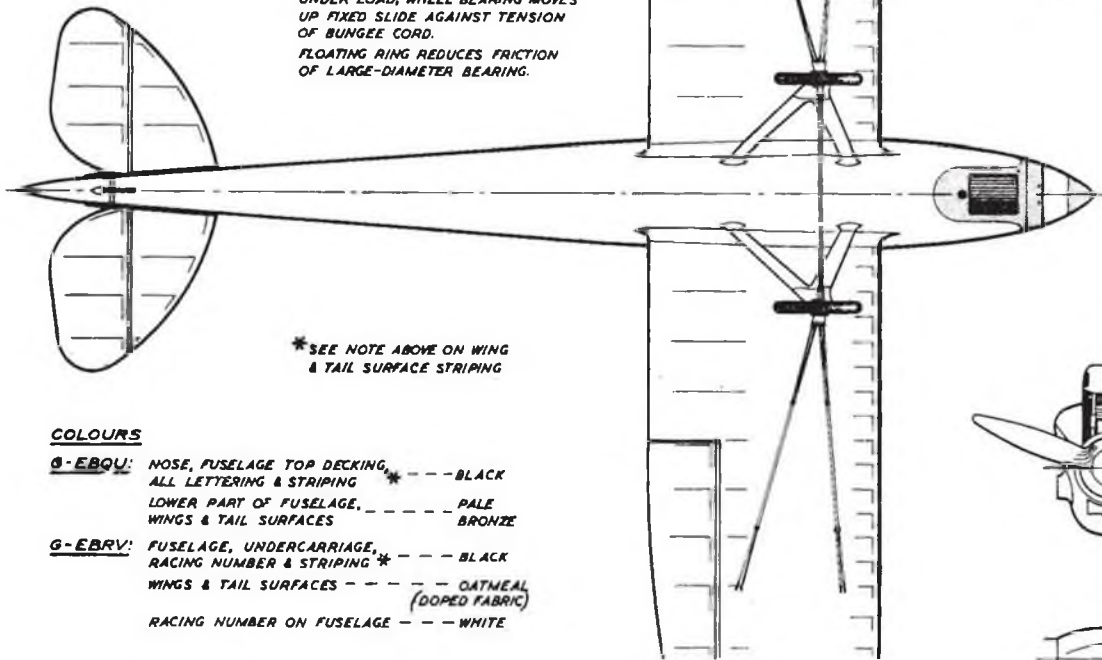 UNDER LOAD, WHEEL BEARING MOVES
UP FIXED SLIDE AGAINST TENSION
OF BUNGEE CORD.
FLOATING RING REDUCES FRICTION
OF LARGE-DIAMETER BEARING.
* SEE NOTE ABOVE ON WING
& TAIL SURFACE STRIPING
COLOURS
G-EBQU: NOSE, FUSELAGE TOP DECKING,
ALL LETTERING & STRIPING * - - - BLACK
LOWER PART OF FUSELAGE, - - - - - PALE
WINGS & TAIL SURFACES BRONZE
G-EBRV: FUSELAGE, UNDERCARRIAGE,
RACING NUMBER & STRIPING * - - - BLACK
WINGS & TAIL SURFACES - - - - - OATMEAL
(DOPED FABRIC)
RACING NUMBER ON FUSELAGE - - - WHITE